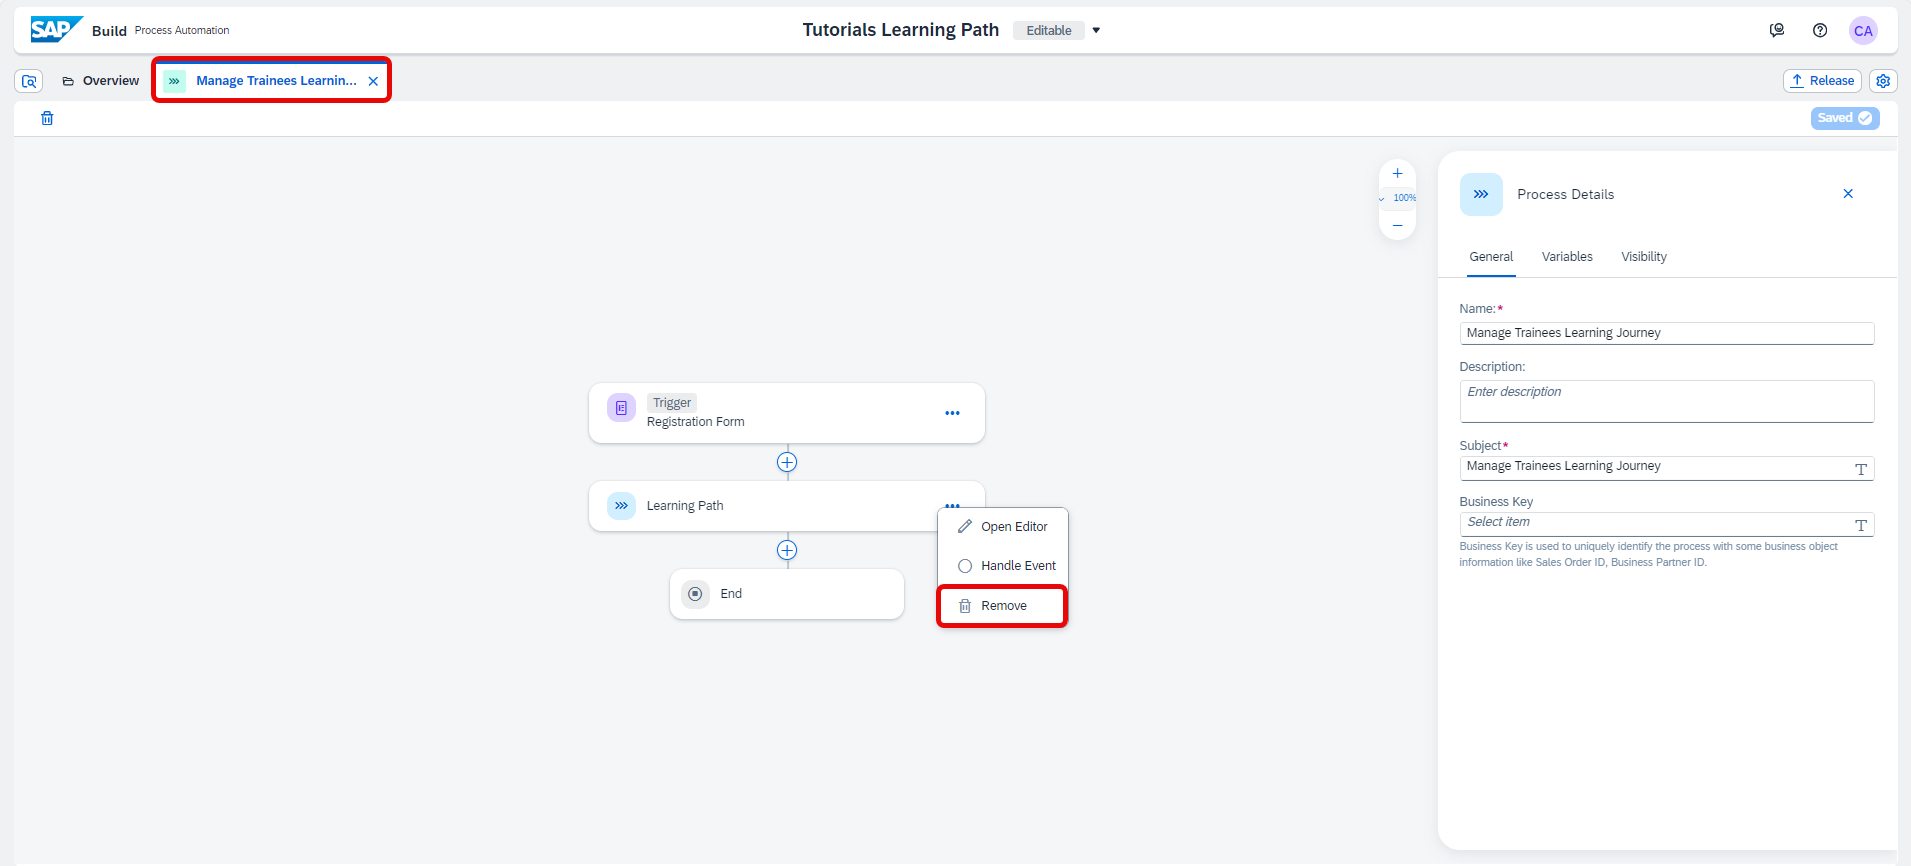 SAP Build Process Automation
Tutorials Learning Path Editable
CA
Overview
Manage Trainees Learnin...
Release
Saved
100%
Trigger
Registration Form
Learning Path
Open Editor
Handle Event
Remove
End
Process Details
General Variables Visibility
Name:*
Manage Trainees Learning Journey
Description:
Enter description
Subject*
Manage Trainees Learning Journey
Business Key
Select item
Business Key is used to uniquely identify the process with some business object
information like Sales Order ID, Business Partner ID.